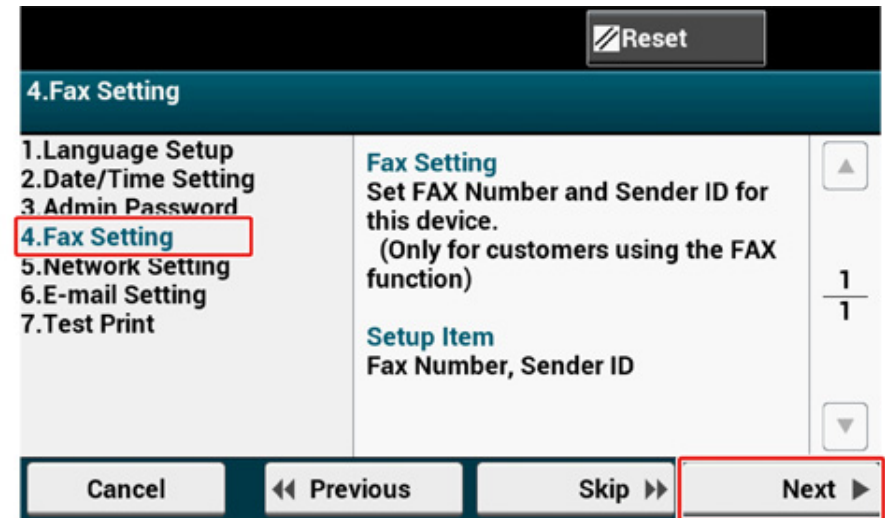 Reset
4.Fax Setting
1.Language Setup
2.Date/Time Setting
3.Admin Password
4.Fax Setting
5.Network Setting
6.E-mail Setting
7.Test Print
Fax Setting
Set FAX Number and Sender ID for
this device.
(Only for customers using the FAX
function)
Setup Item
Fax Number, Sender ID
1
1
Cancel
Previous
Skip
Next